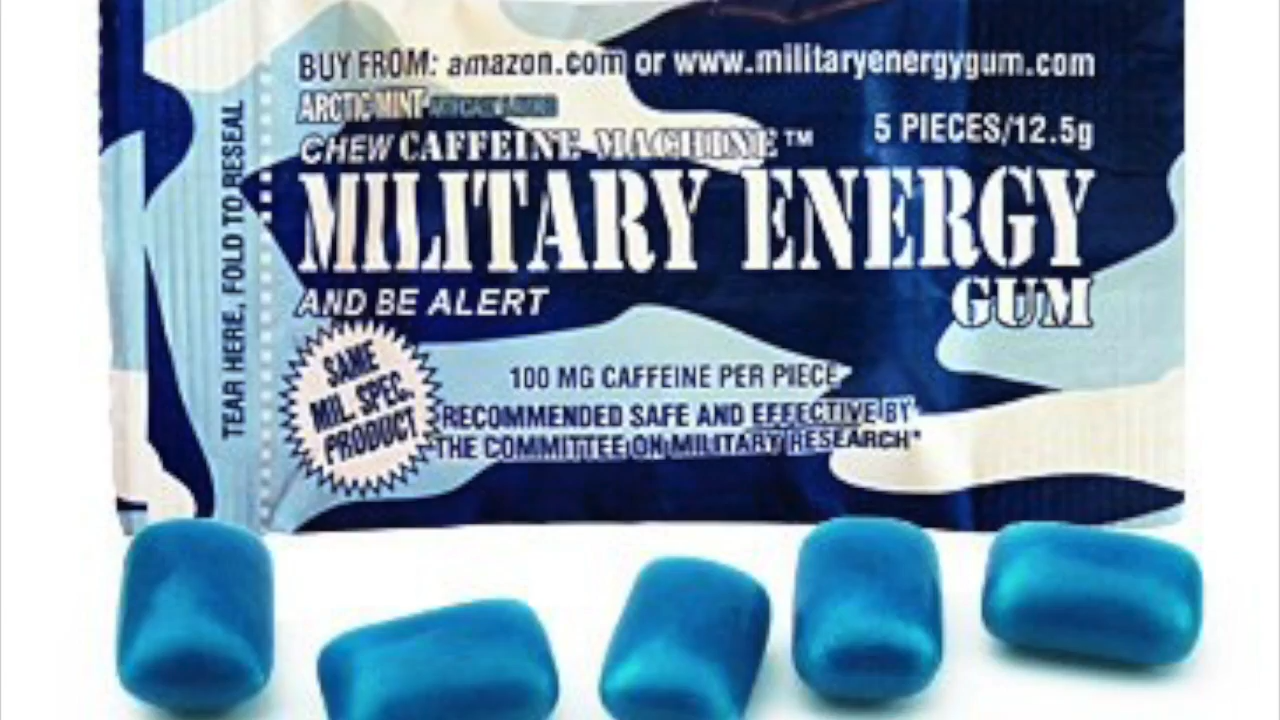 BUY FROM: amazon.com or www.militaryenergygum.com
ARCTIC MINT
5 PIECES/12.5g
CHEW CAFFEINE MACHINE™
MILITARY ENERGY
GUM
AND BE ALERT
TEAR HERE, FOLD TO RESEAL
SAME
MIL. SPEC.
PRODUCT
100 MG CAFFEINE PER PIECE
RECOMMENDED SAFE AND EFFECTIVE BY
THE COMMITTEE ON MILITARY RESEARCH*